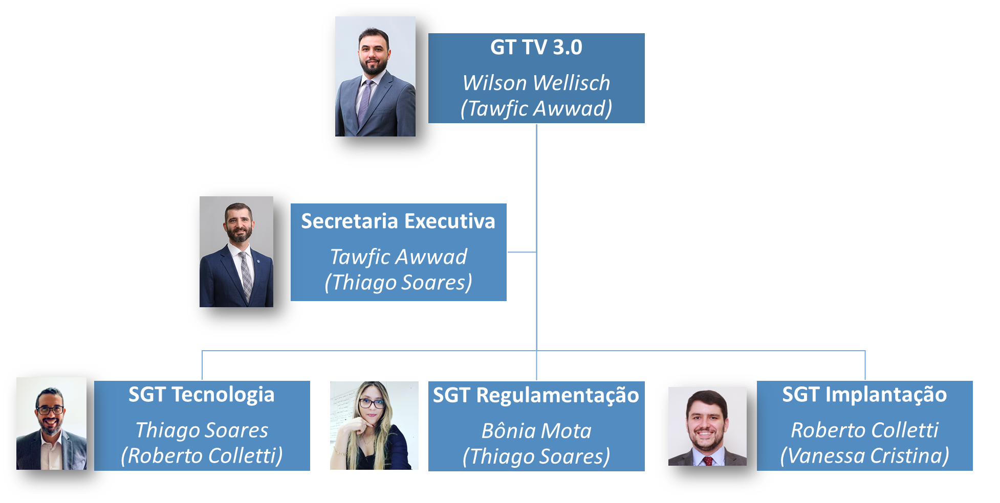 GT TV 3.0
Wilson Wellisch
(Tawfic Awwad)
Secretaria Executiva
Tawfic Awwad
(Thiago Soares)
SGT Tecnologia
Thiago Soares
(Roberto Colletti)
SGT Regulamentação
Bônia Mota
(Thiago Soares)
SGT Implantação
Roberto Colletti
(Vanessa Cristina)